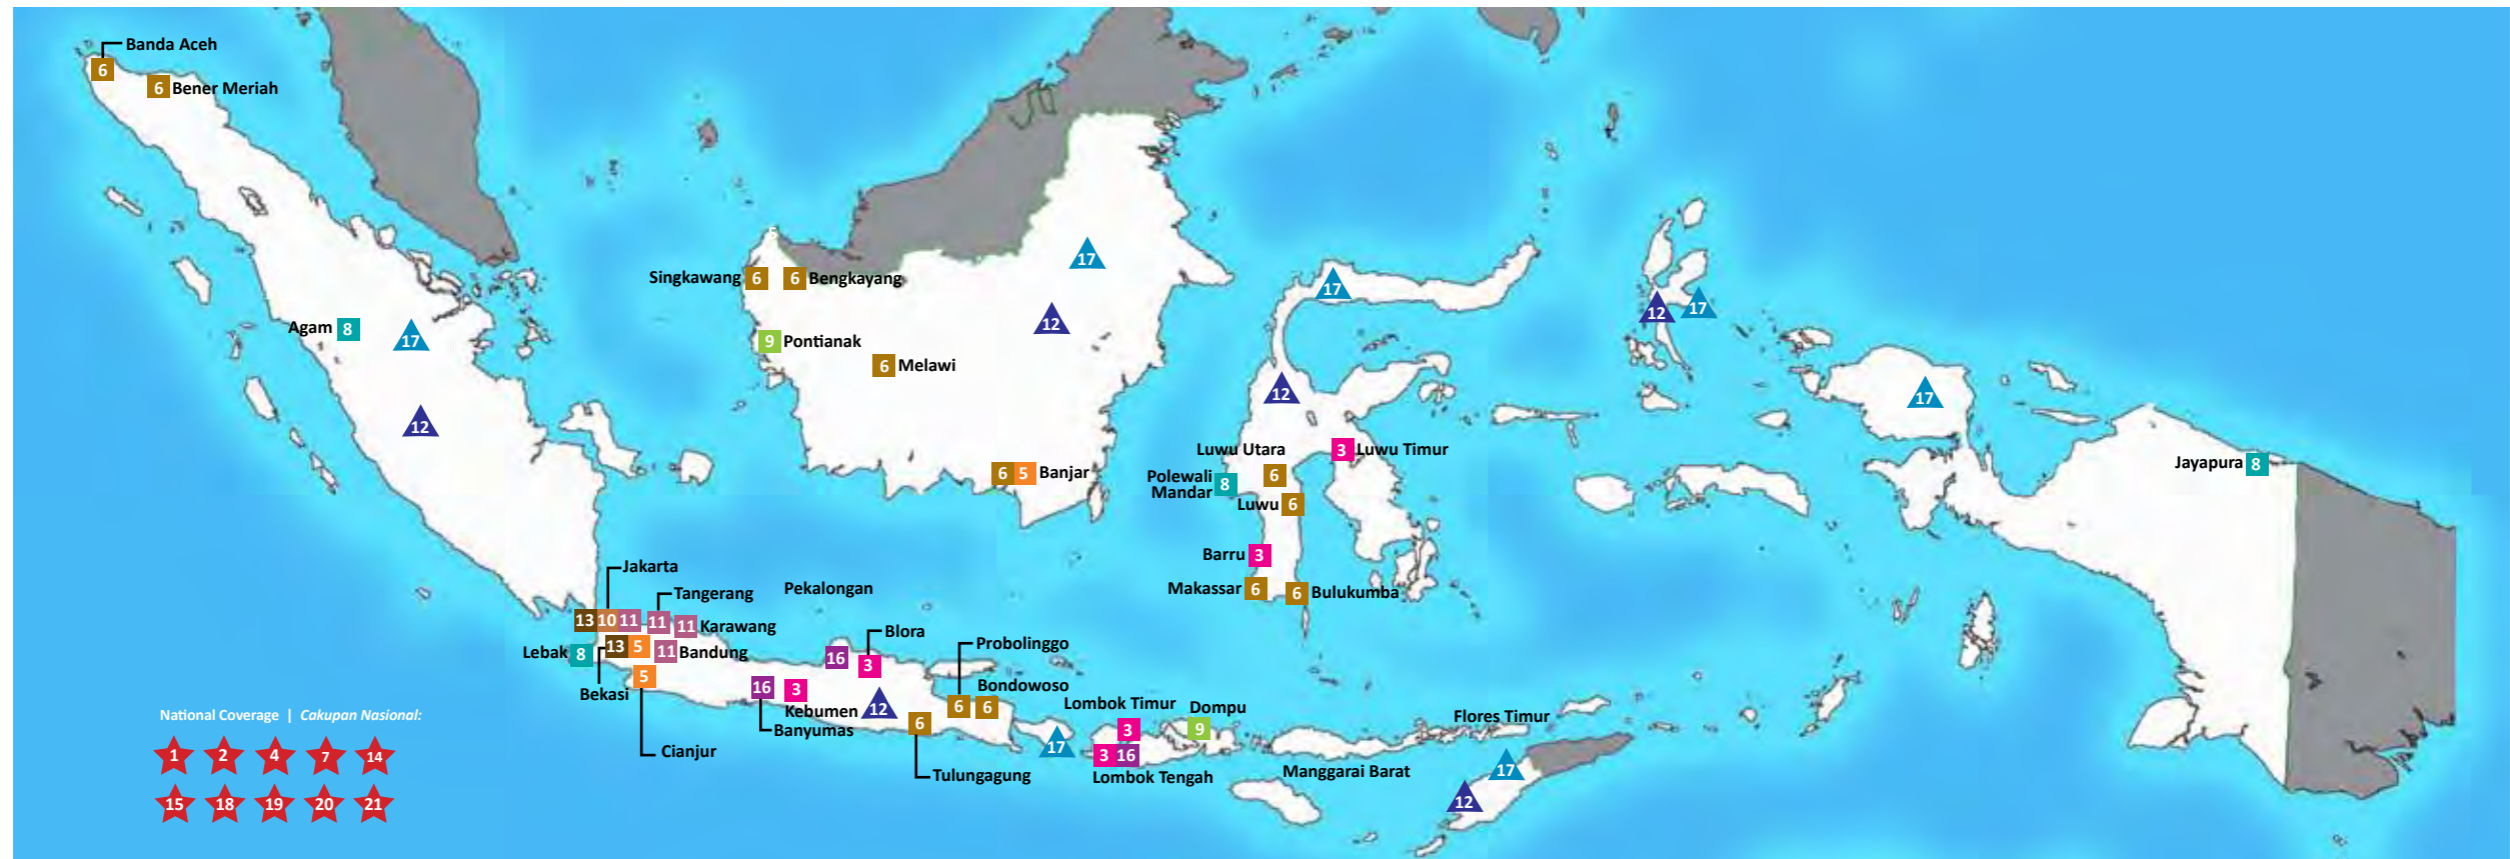 Banda Aceh
6
6 Bener Meriah
17
Singkawang 6
6 Bengkayang
17
12 17
Agam 8
17
12
9 Pontianak
6 Melawi
12
17
12
Luwu Utara
3 Luwu Timur
6 5 Banjar
Polewali
Mandar 8
6
Luwu 6
Jayapura 8
Barru 3
Makassar 6
6 Bulukumba
Jakarta
Tangerang
Pekalongan
13 10 11 11 11 Karawang
Blora
Probolinggo
Lebak 8
13 5 11 Bandung
16 3
5
Bekasi
16 3
Kebumen 12
Bondowoso
6 6
6
Banyumas
Cianjur
Tulungagung
Lombok Timur
Dompu
3 9
17
3 16
Lombok Tengah
Flores Timur
Manggarai Barat
17
12
National Coverage | Cakupan Nasional:
1 2 4 7 14
15 18 19 20 21